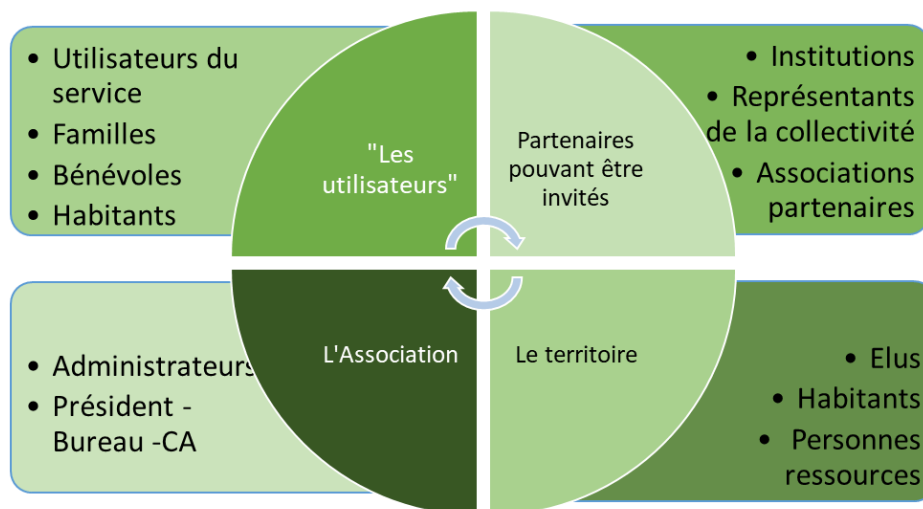 • Utilisateurs du
service
• Familles
• Bénévoles
• Habitants
"Les
utilisateurs"
Partenaires
pouvant être
invités
• Institutions
• Représentants
de la collectivité
• Associations
partenaires
• Administrateurs
• Président -
Bureau -CA
L'Association
Le territoire
• Elus
• Habitants
• Personnes
ressources